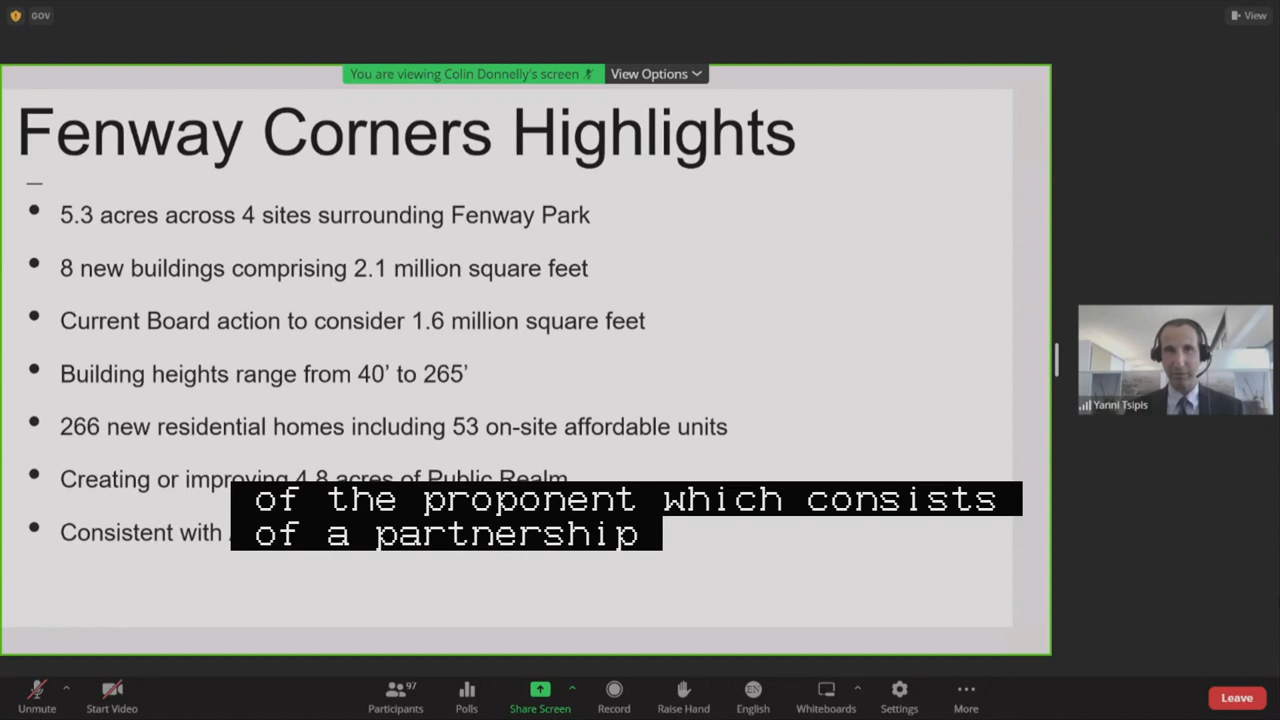 GOV
View
You are viewing Colin Donnelly's screen
View Options
Fenway Corners Highlights
• 5.3 acres across 4 sites surrounding Fenway Park
• 8 new buildings comprising 2.1 million square feet
• Current Board action to consider 1.6 million square feet
• Building heights range from 40’ to 265’
• 266 new residential homes including 53 on-site affordable units
• Creating or improving 4.8 acres of Public Realm
• Consistent with
of the proponent which consists
of a partnership
Yanni Tsipis
Unmute
Start Video
97
Participants
Polls
Share Screen
Record
Raise Hand
EN
English
Whiteboards
Settings
More
Leave